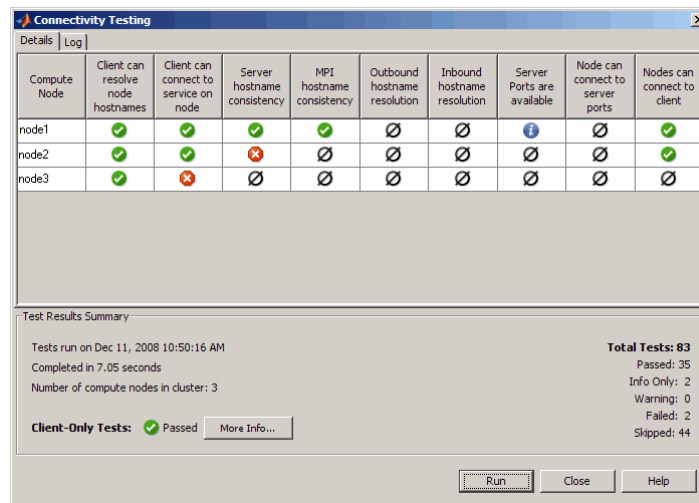 Connectivity Testing
Details
Log
Compute Node
Client can resolve node hostnames
Client can connect to service on node
Server hostname consistency
MPI hostname consistency
Outbound hostname resolution
Inbound hostname resolution
Server Ports are available
Node can connect to server ports
Nodes can connect to client
node1
node2
node3
Test Results Summary
Tests run on Dec 11, 2008 10:50:16 AM
Completed in 7.05 seconds
Number of compute nodes in cluster: 3
Client-Only Tests: Passed More Info...
Total Tests: 83
Passed: 35
Info Only: 2
Warning: 0
Failed: 2
Skipped: 44
Run
Close
Help